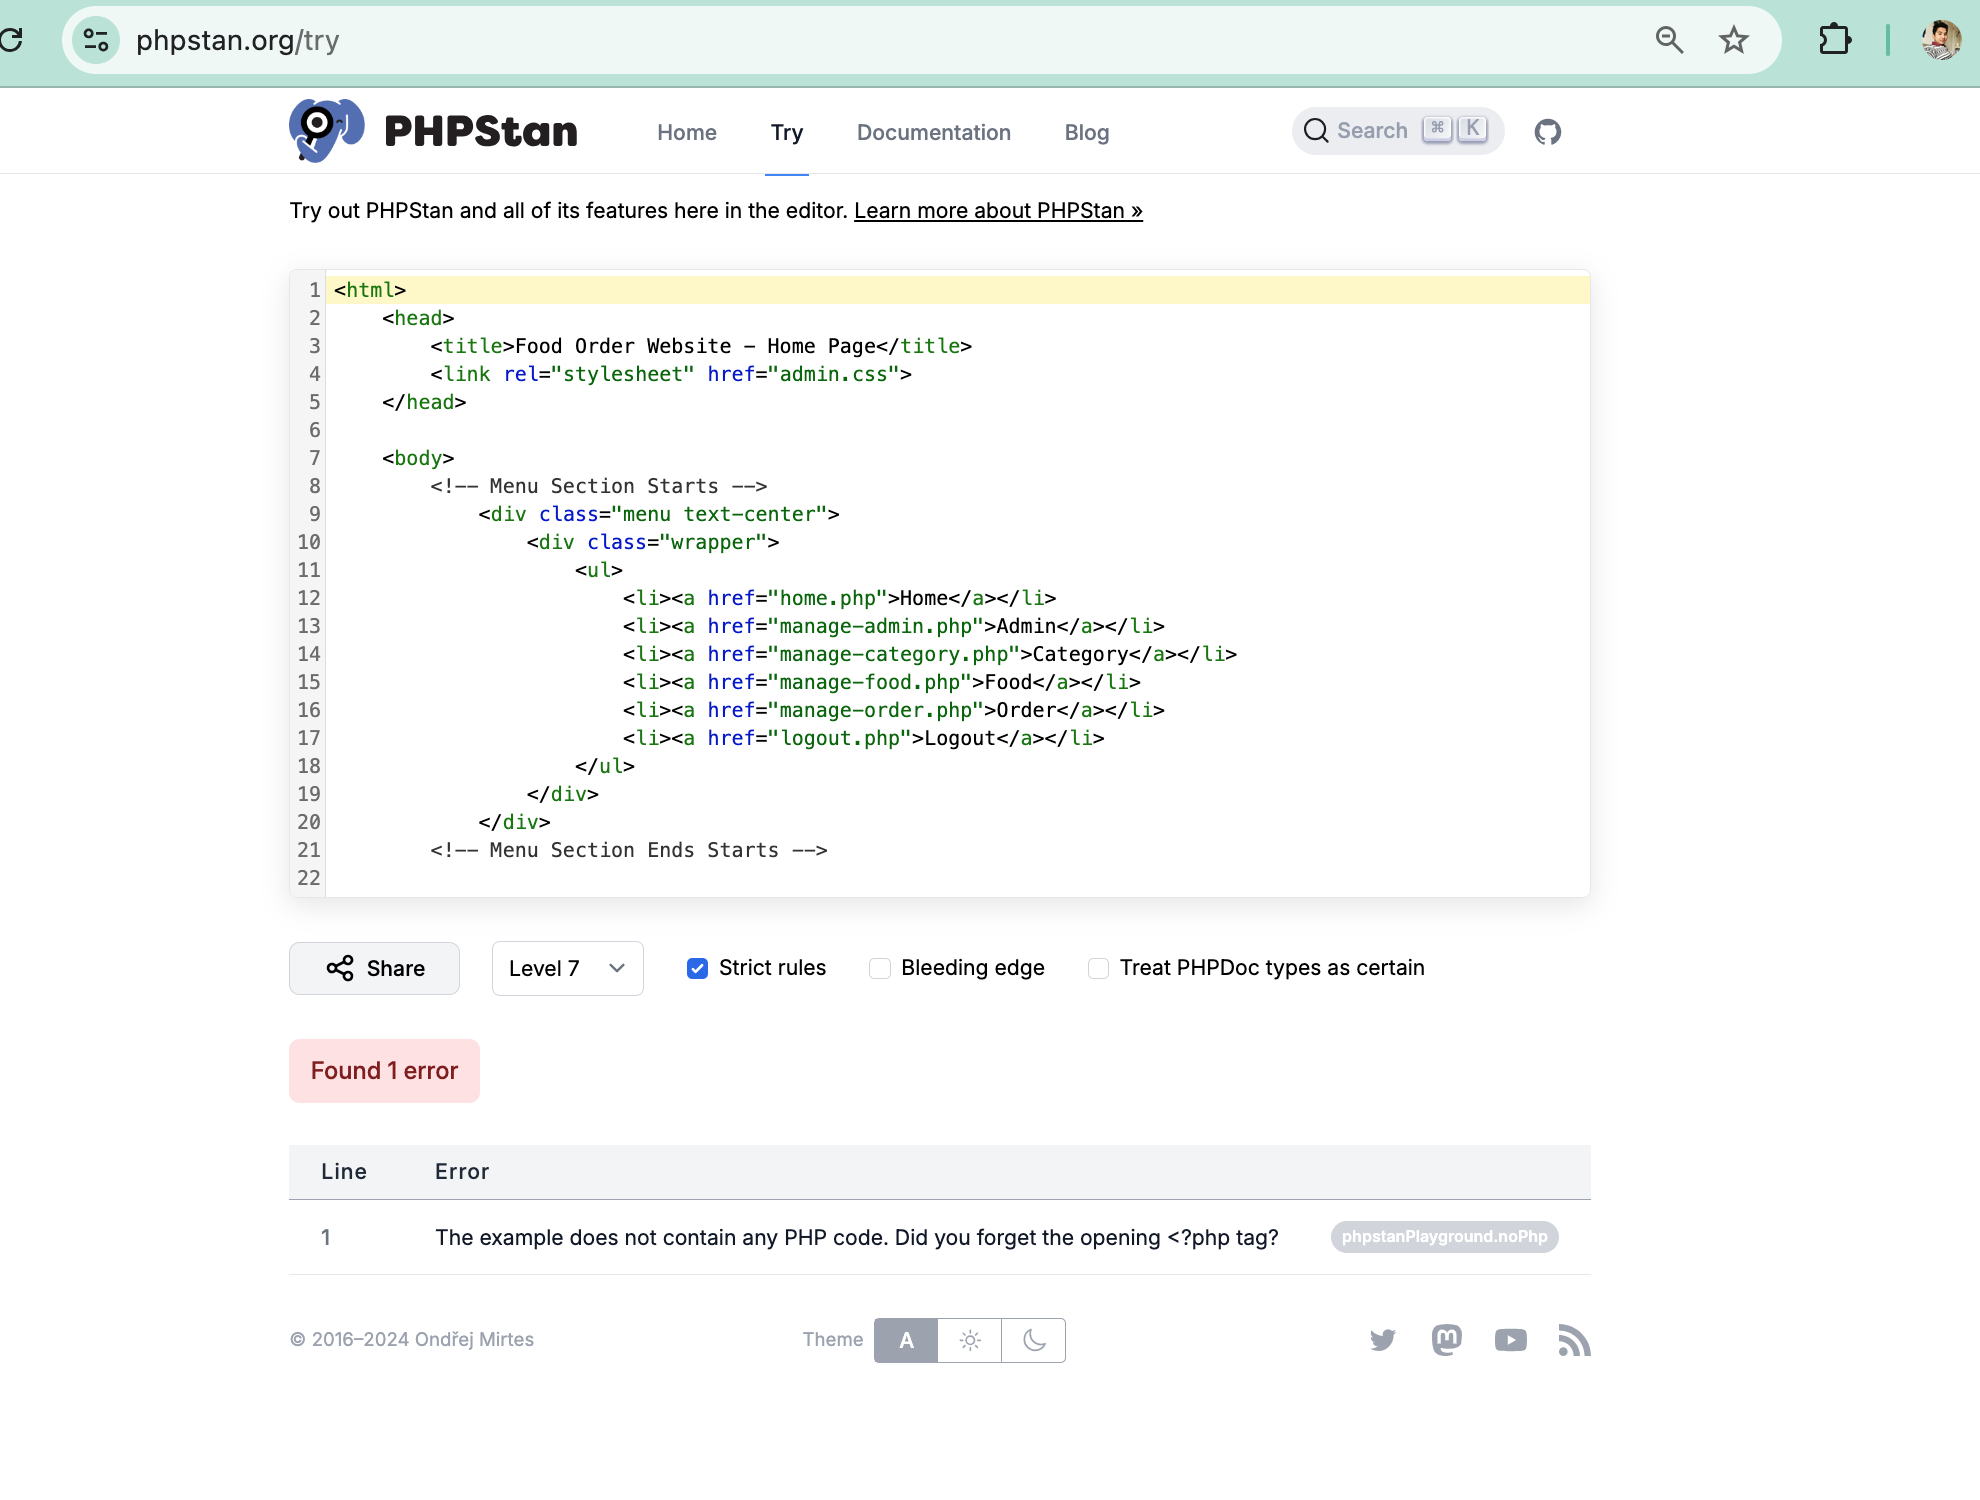 phpstan.org/try
PHPStan Home Try Documentation Blog Search ⌘ K
Try out PHPStan and all of its features here in the editor. Learn more about PHPStan »
1 <html>
2     <head>
3         <title>Food Order Website - Home Page</title>
4         <link rel="stylesheet" href="admin.css">
5     </head>
6
7     <body>
8         <!-- Menu Section Starts -->
9             <div class="menu text-center">
10                 <div class="wrapper">
11                     <ul>
12                         <li><a href="home.php">Home</a></li>
13                         <li><a href="manage-admin.php">Admin</a></li>
14                         <li><a href="manage-category.php">Category</a></li>
15                         <li><a href="manage-food.php">Food</a></li>
16                         <li><a href="manage-order.php">Order</a></li>
17                         <li><a href="logout.php">Logout</a></li>
18                     </ul>
19                 </div>
20             </div>
21         <!-- Menu Section Ends Starts -->
22
Share Level 7 Strict rules Bleeding edge Treat PHPDoc types as certain
Found 1 error
Line Error
1 The example does not contain any PHP code. Did you forget the opening <?php tag? phpstanPlayground.noPhp
© 2016–2024 Ondřej Mirtes Theme A